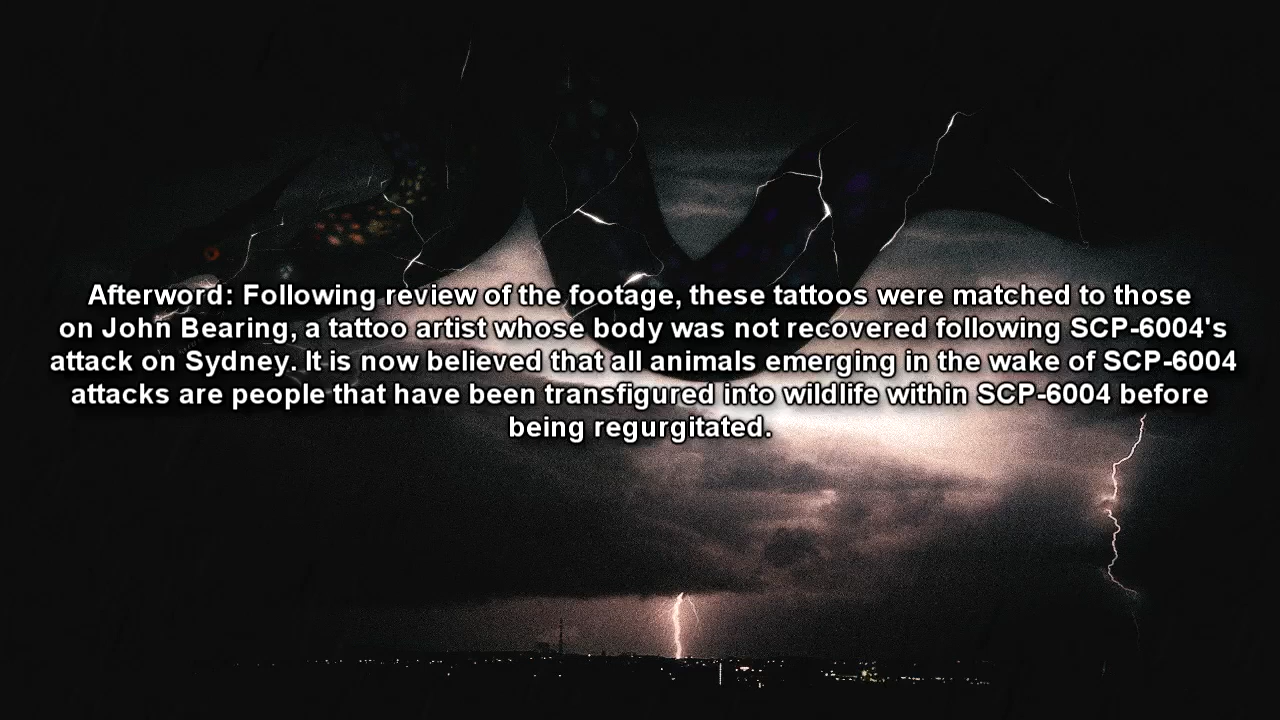 Afterword: Following review of the footage, these tattoos were matched to those
on John Bearing, a tattoo artist whose body was not recovered following SCP-6004's
attack on Sydney. It is now believed that all animals emerging in the wake of SCP-6004
attacks are people that have been transfigured into wildlife within SCP-6004 before
being regurgitated.